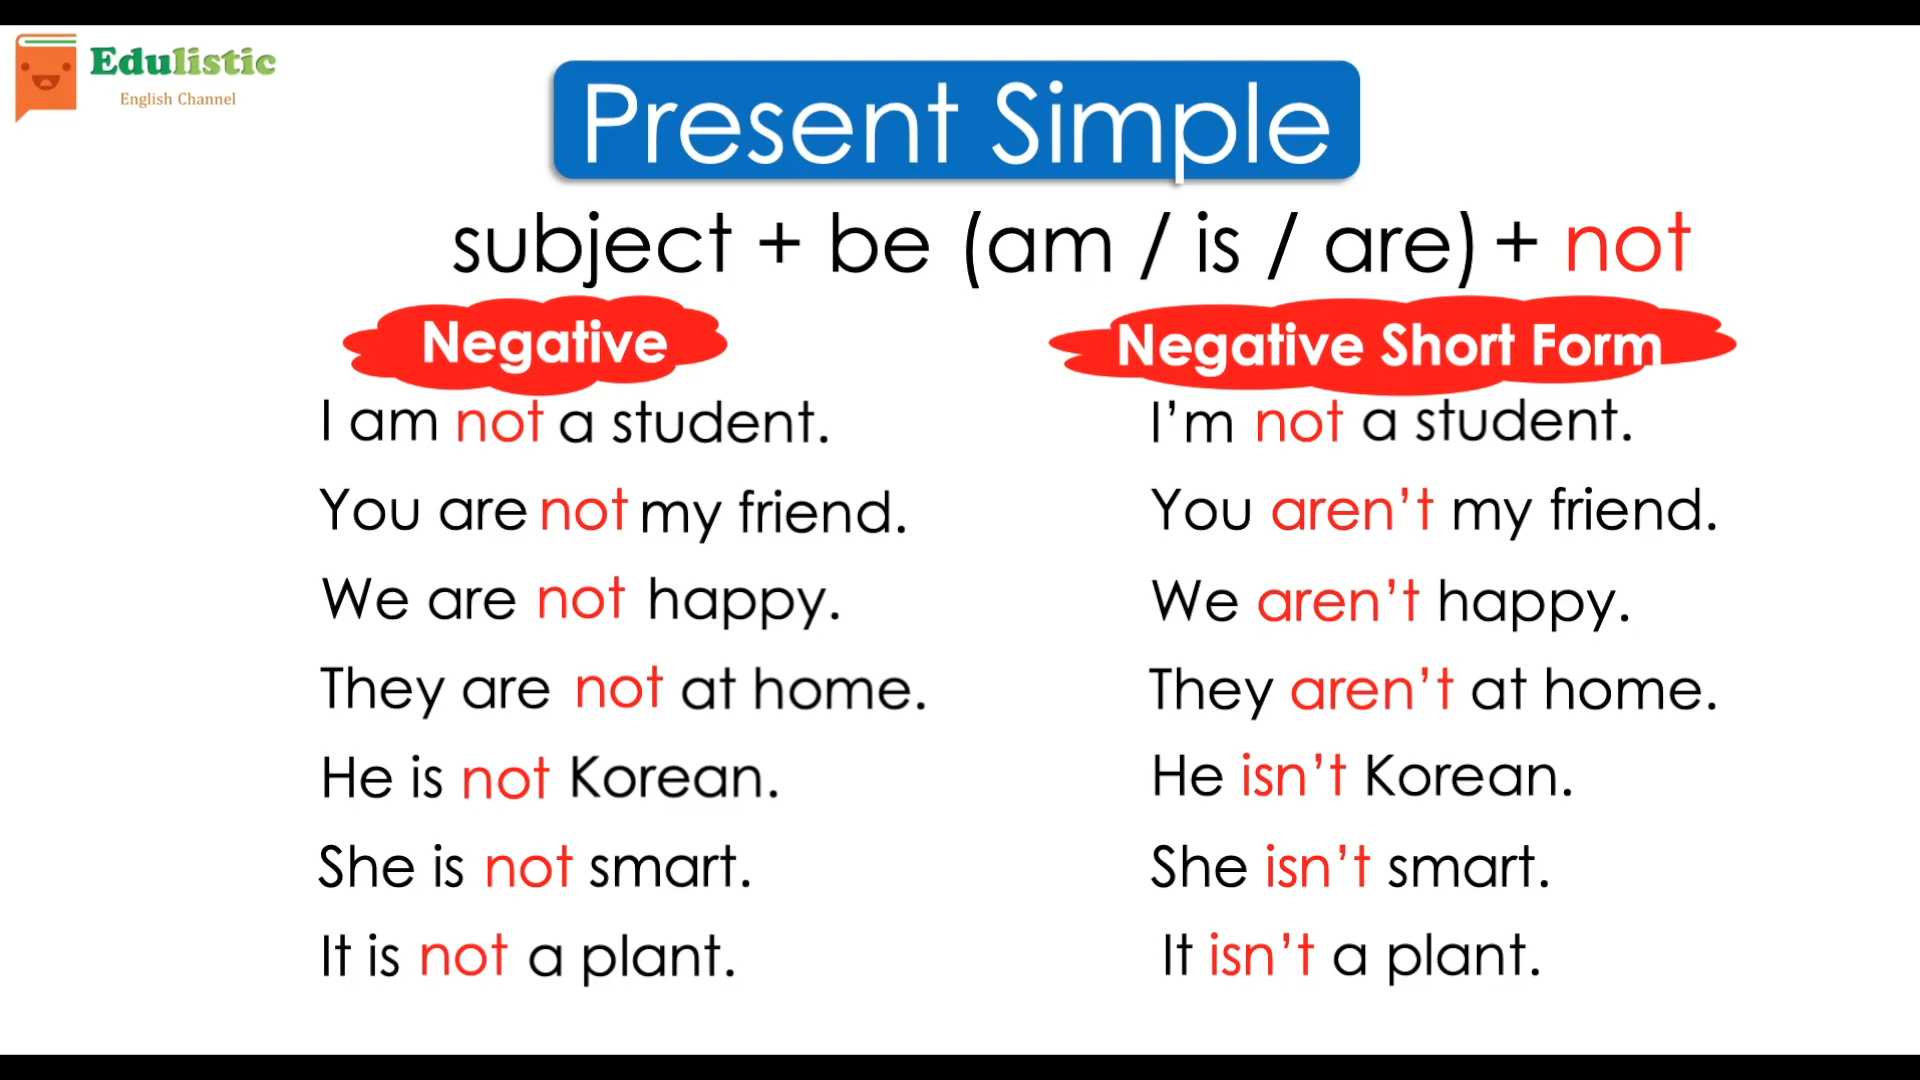 Edulistic
English Channel
Present Simple
subject + be (am / is / are) + not
Negative
I am not a student.
You are not my friend.
We are not happy.
They are not at home.
He is not Korean.
She is not smart.
It is not a plant.
Negative Short Form
I’m not a student.
You aren’t my friend.
We aren’t happy.
They aren’t at home.
He isn’t Korean.
She isn’t smart.
It isn’t a plant.